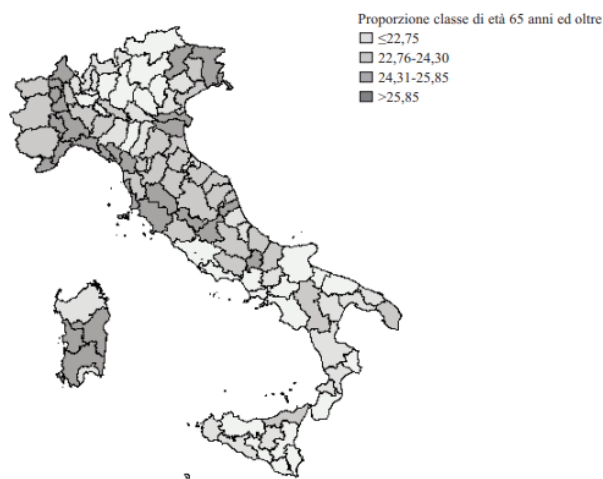 Proporzione classe di età 65 anni ed oltre
≤22,75
22,76-24,30
24,31-25,85
>25,85